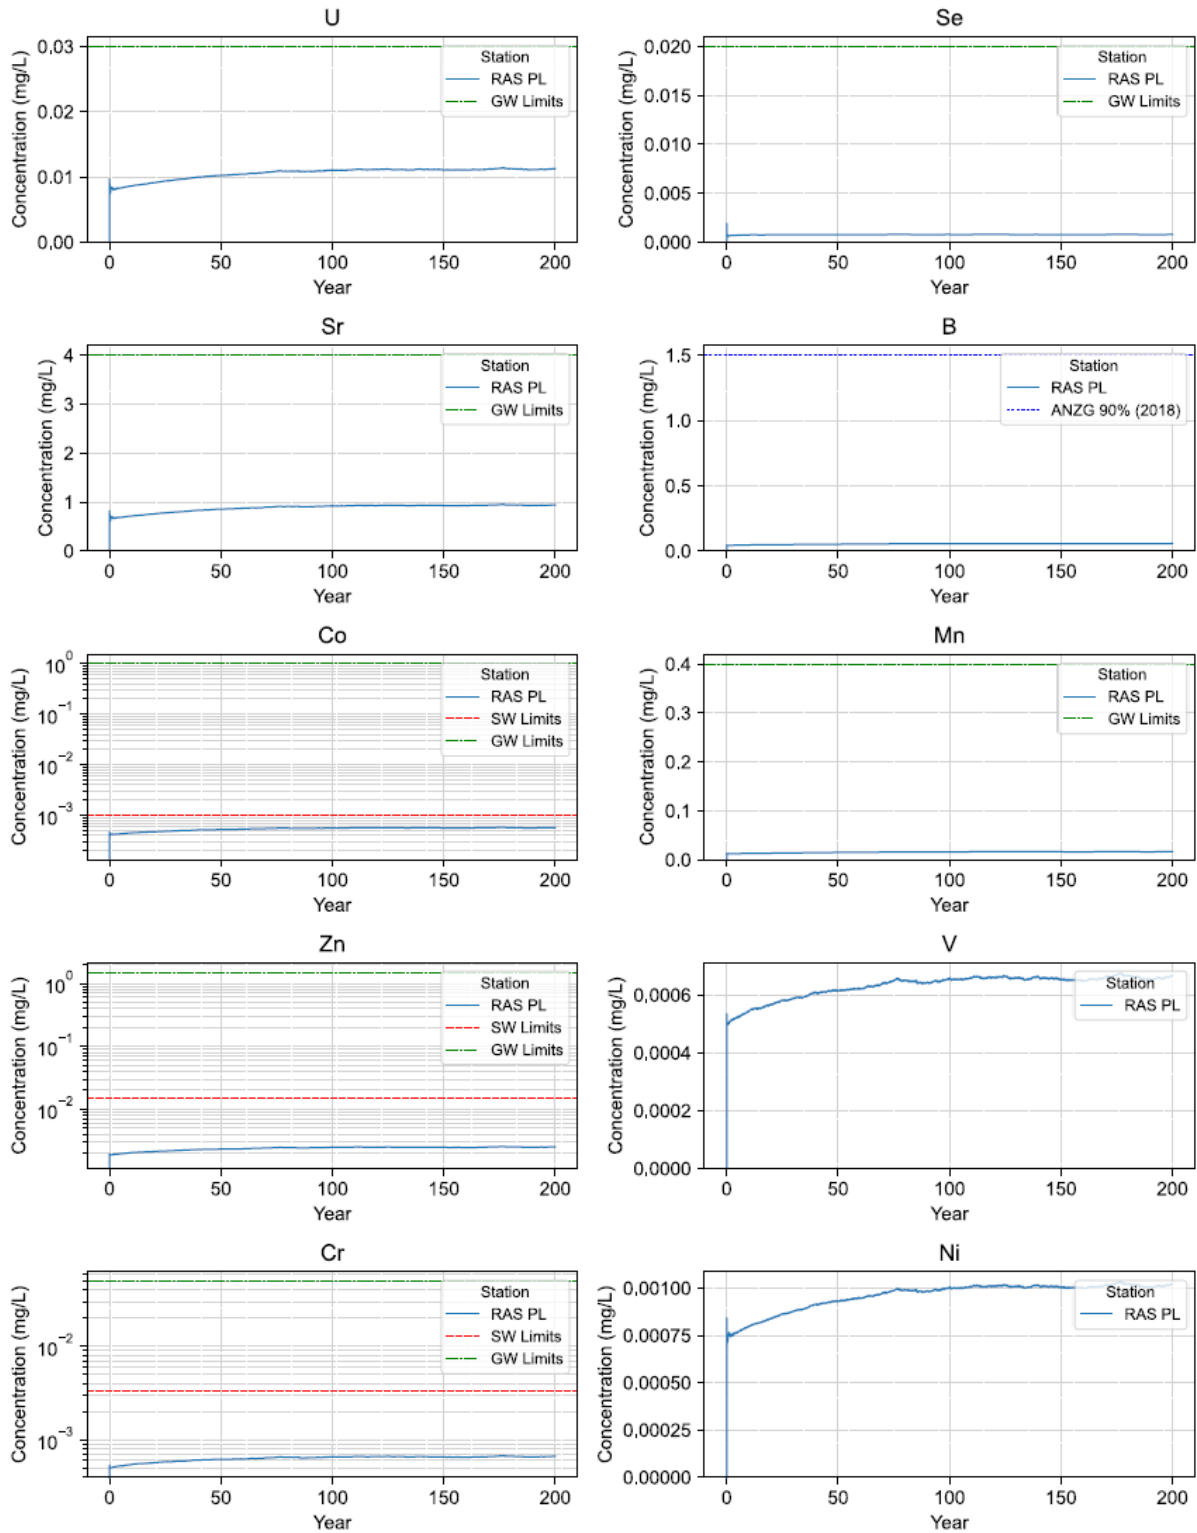 U
Concentration (mg/L)
0.03
0.02
0.01
0.00
Station
RAS PL
GW Limits
0 50 100 150 200
Year
Se
Concentration (mg/L)
0.020
0.015
0.010
0.005
0.000
Station
RAS PL
GW Limits
0 50 100 150 200
Year
Sr
Concentration (mg/L)
4
3
2
1
0
Station
RAS PL
GW Limits
0 50 100 150 200
Year
B
Concentration (mg/L)
1.5
1.0
0.5
0.0
Station
RAS PL
ANZG 90% (2018)
0 50 100 150 200
Year
Co
Concentration (mg/L)
10⁰
10⁻¹
10⁻²
10⁻³
Station
RAS PL
SW Limits
GW Limits
0 50 100 150 200
Year
Mn
Concentration (mg/L)
0.4
0.3
0.2
0.1
0.0
Station
RAS PL
GW Limits
0 50 100 150 200
Year
Zn
Concentration (mg/L)
10⁰
10⁻¹
10⁻²
Station
RAS PL
SW Limits
GW Limits
0 50 100 150 200
Year
V
Concentration (mg/L)
0.0006
0.0004
0.0002
0.0000
Station
RAS PL
0 50 100 150 200
Year
Cr
Concentration (mg/L)
10⁻²
10⁻³
Station
RAS PL
SW Limits
GW Limits
0 50 100 150 200
Year
Ni
Concentration (mg/L)
0.00100
0.00075
0.00050
0.00025
0.00000
Station
RAS PL
0 50 100 150 200
Year